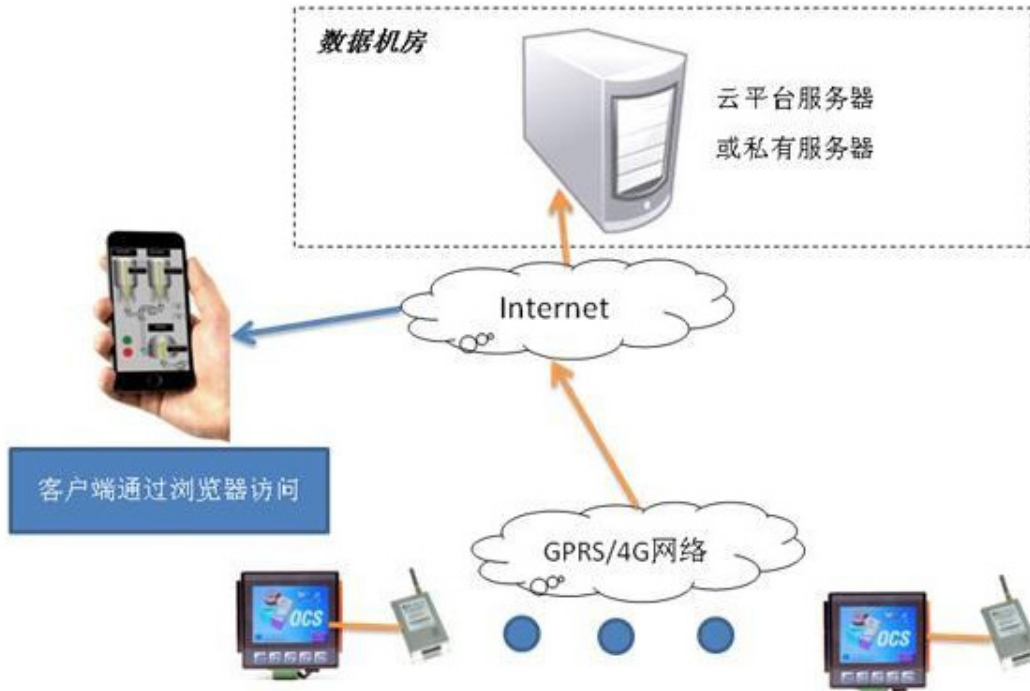 数据机房
云平台服务器
或私有服务器
Internet
客户端通过浏览器访问
GPRS/4G网络
OCS
OCS